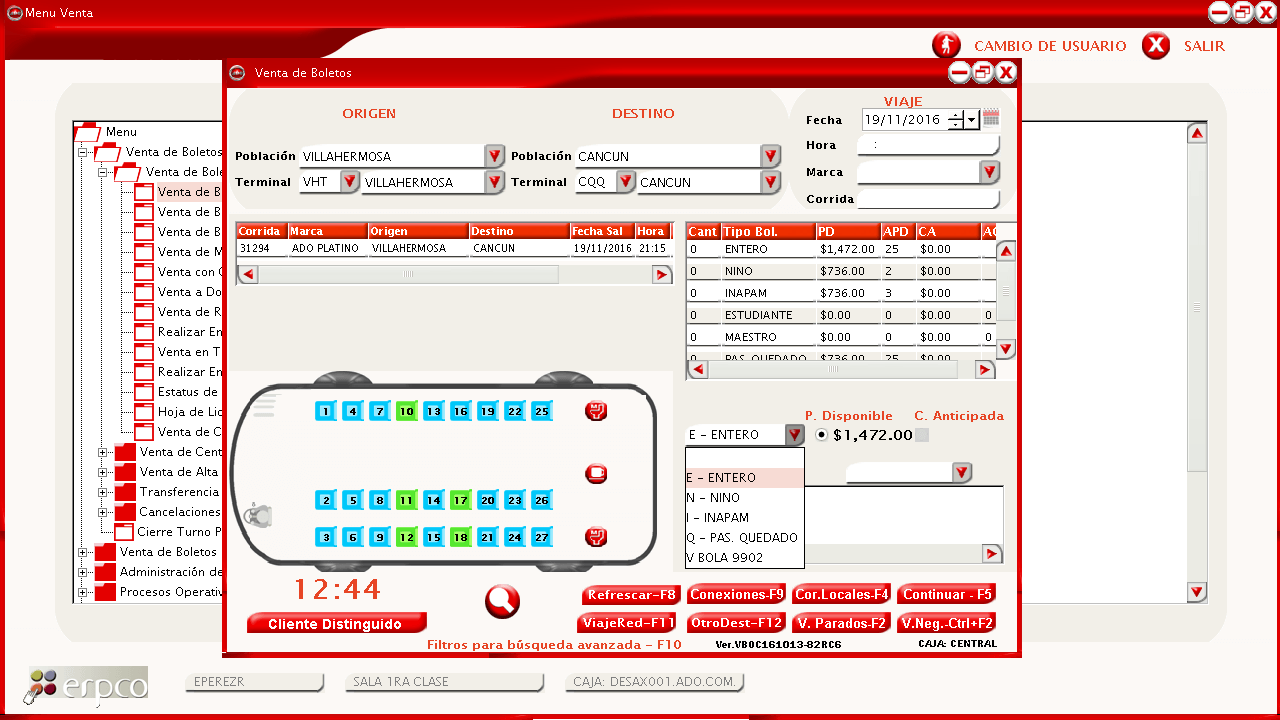 Menu Venta
CAMBIO DE USUARIO
SALIR
Menu
Venta de Boletos
Venta de Bole
Venta de B
Venta de B
Venta de B
Venta de M
Venta con
Venta a Do
Venta de R
Realizar En
Venta en T
Realizar En
Estatus de
Hoja de Lic
Venta de C
Venta de Cent
Venta de Alta
Transferencia
Cancelaciones
Cierre Turno P
Venta de Boletos
Administración de
Procesos Operativ
Venta de Boletos
ORIGEN
DESTINO
VIAJE
Fecha 19/11/2016
Hora :
Marca
Corrida
Población VILLAHERMOSA Población CANCUN
Terminal VHT VILLAHERMOSA Terminal CQQ CANCUN
Corrida Marca Origen Destino Fecha Sal Hora
31294 ADO PLATINO VILLAHERMOSA CANCUN 19/11/2016 21:15
Cant Tipo Bol. PD APD CA
0 ENTERO $1,472.00 25 $0.00
0 NINO $736.00 2 $0.00
0 INAPAM $736.00 3 $0.00
0 ESTUDIANTE $0.00 0 $0.00 0
0 MAESTRO $0.00 0 $0.00 0
0 PAS. QUEDADO $736.00 25 $0.00
1 4 7 10 13 16 19 22 25
2 5 8 11 14 17 20 23 26
3 6 9 12 15 18 21 24 27
P. Disponible C. Anticipada
E - ENTERO $1,472.00
E - ENTERO
N - NINO
I - INAPAM
Q - PAS. QUEDADO
V BOLA 9902
12:44
Cliente Distinguido
Refrescar-F8 Conexiones-F9 Cor.Locales-F4 Continuar - F5
ViajeRed-F11 OtroDest-F12 V. Parados-F2 V.Neg.-Ctrl+F2
Filtros para búsqueda avanzada - F10
Ver.VB0C161013-82RC6
CAJA: CENTRAL
erpco
EPEREZR
SALA 1RA CLASE
CAJA: DESAX001.ADO.COM.